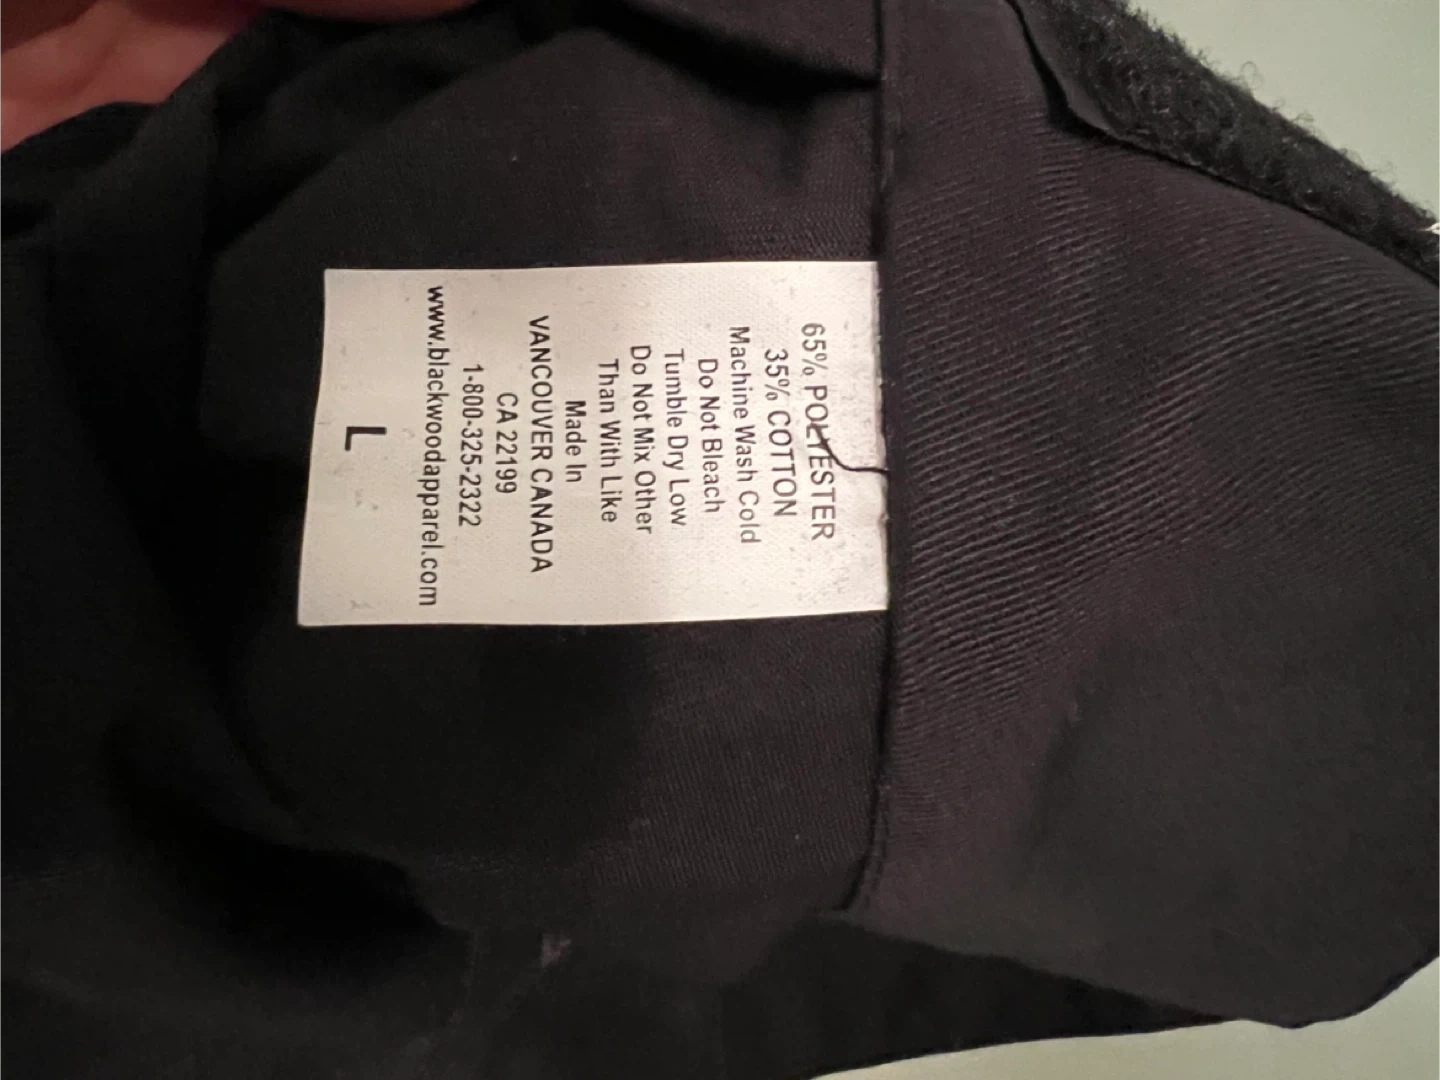 65% POLYESTER
35% COTTON
Machine Wash Cold
Do Not Bleach
Tumble Dry Low
Do Not Mix Other
Than With Like
Made In
VANCOUVER CANADA
CA 22199
1-800-325-2322
www.blackwoodapparel.com
L